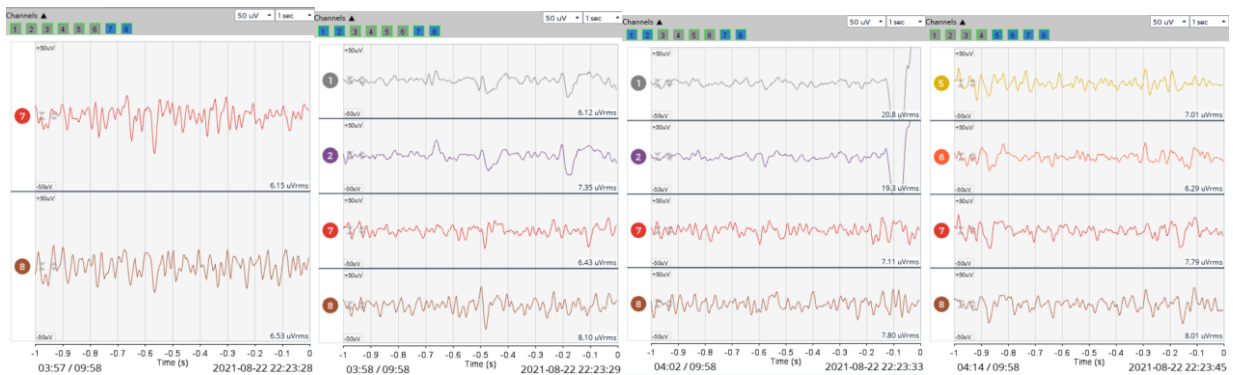 Channels ▲ 50 uV 1 sec
1 2 3 4 5 6 7 8
+50uV
7
-50uV
6.15 uVrms
+50uV
8
-50uV
6.53 uVrms
-1 -0.9 -0.8 -0.7 -0.6 -0.5 -0.4 -0.3 -0.2 -0.1 0
Time (s)
03:57 / 09:58 2021-08-22 22:23:28
Channels ▲ 50 uV 1 sec
1 2 3 4 5 6 7 8
+50uV
1
-50uV
6.12 uVrms
+50uV
2
-50uV
7.35 uVrms
+50uV
7
-50uV
6.43 uVrms
+50uV
8
-50uV
8.10 uVrms
-1 -0.9 -0.8 -0.7 -0.6 -0.5 -0.4 -0.3 -0.2 -0.1 0
Time (s)
03:58 / 09:58 2021-08-22 22:23:29
Channels ▲ 50 uV 1 sec
1 2 3 4 5 6 7 8
+50uV
1
-50uV
20.8 uVrms
+50uV
2
-50uV
19.3 uVrms
+50uV
7
-50uV
7.11 uVrms
+50uV
8
-50uV
7.80 uVrms
-1 -0.9 -0.8 -0.7 -0.6 -0.5 -0.4 -0.3 -0.2 -0.1 0
Time (s)
04:02 / 09:58 2021-08-22 22:23:33
Channels ▲ 50 uV 1 sec
1 2 3 4 5 6 7 8
+50uV
5
-50uV
7.01 uVrms
+50uV
6
-50uV
6.29 uVrms
+50uV
7
-50uV
7.79 uVrms
+50uV
8
-50uV
8.01 uVrms
-1 -0.9 -0.8 -0.7 -0.6 -0.5 -0.4 -0.3 -0.2 -0.1 0
Time (s)
04:14 / 09:58 2021-08-22 22:23:45